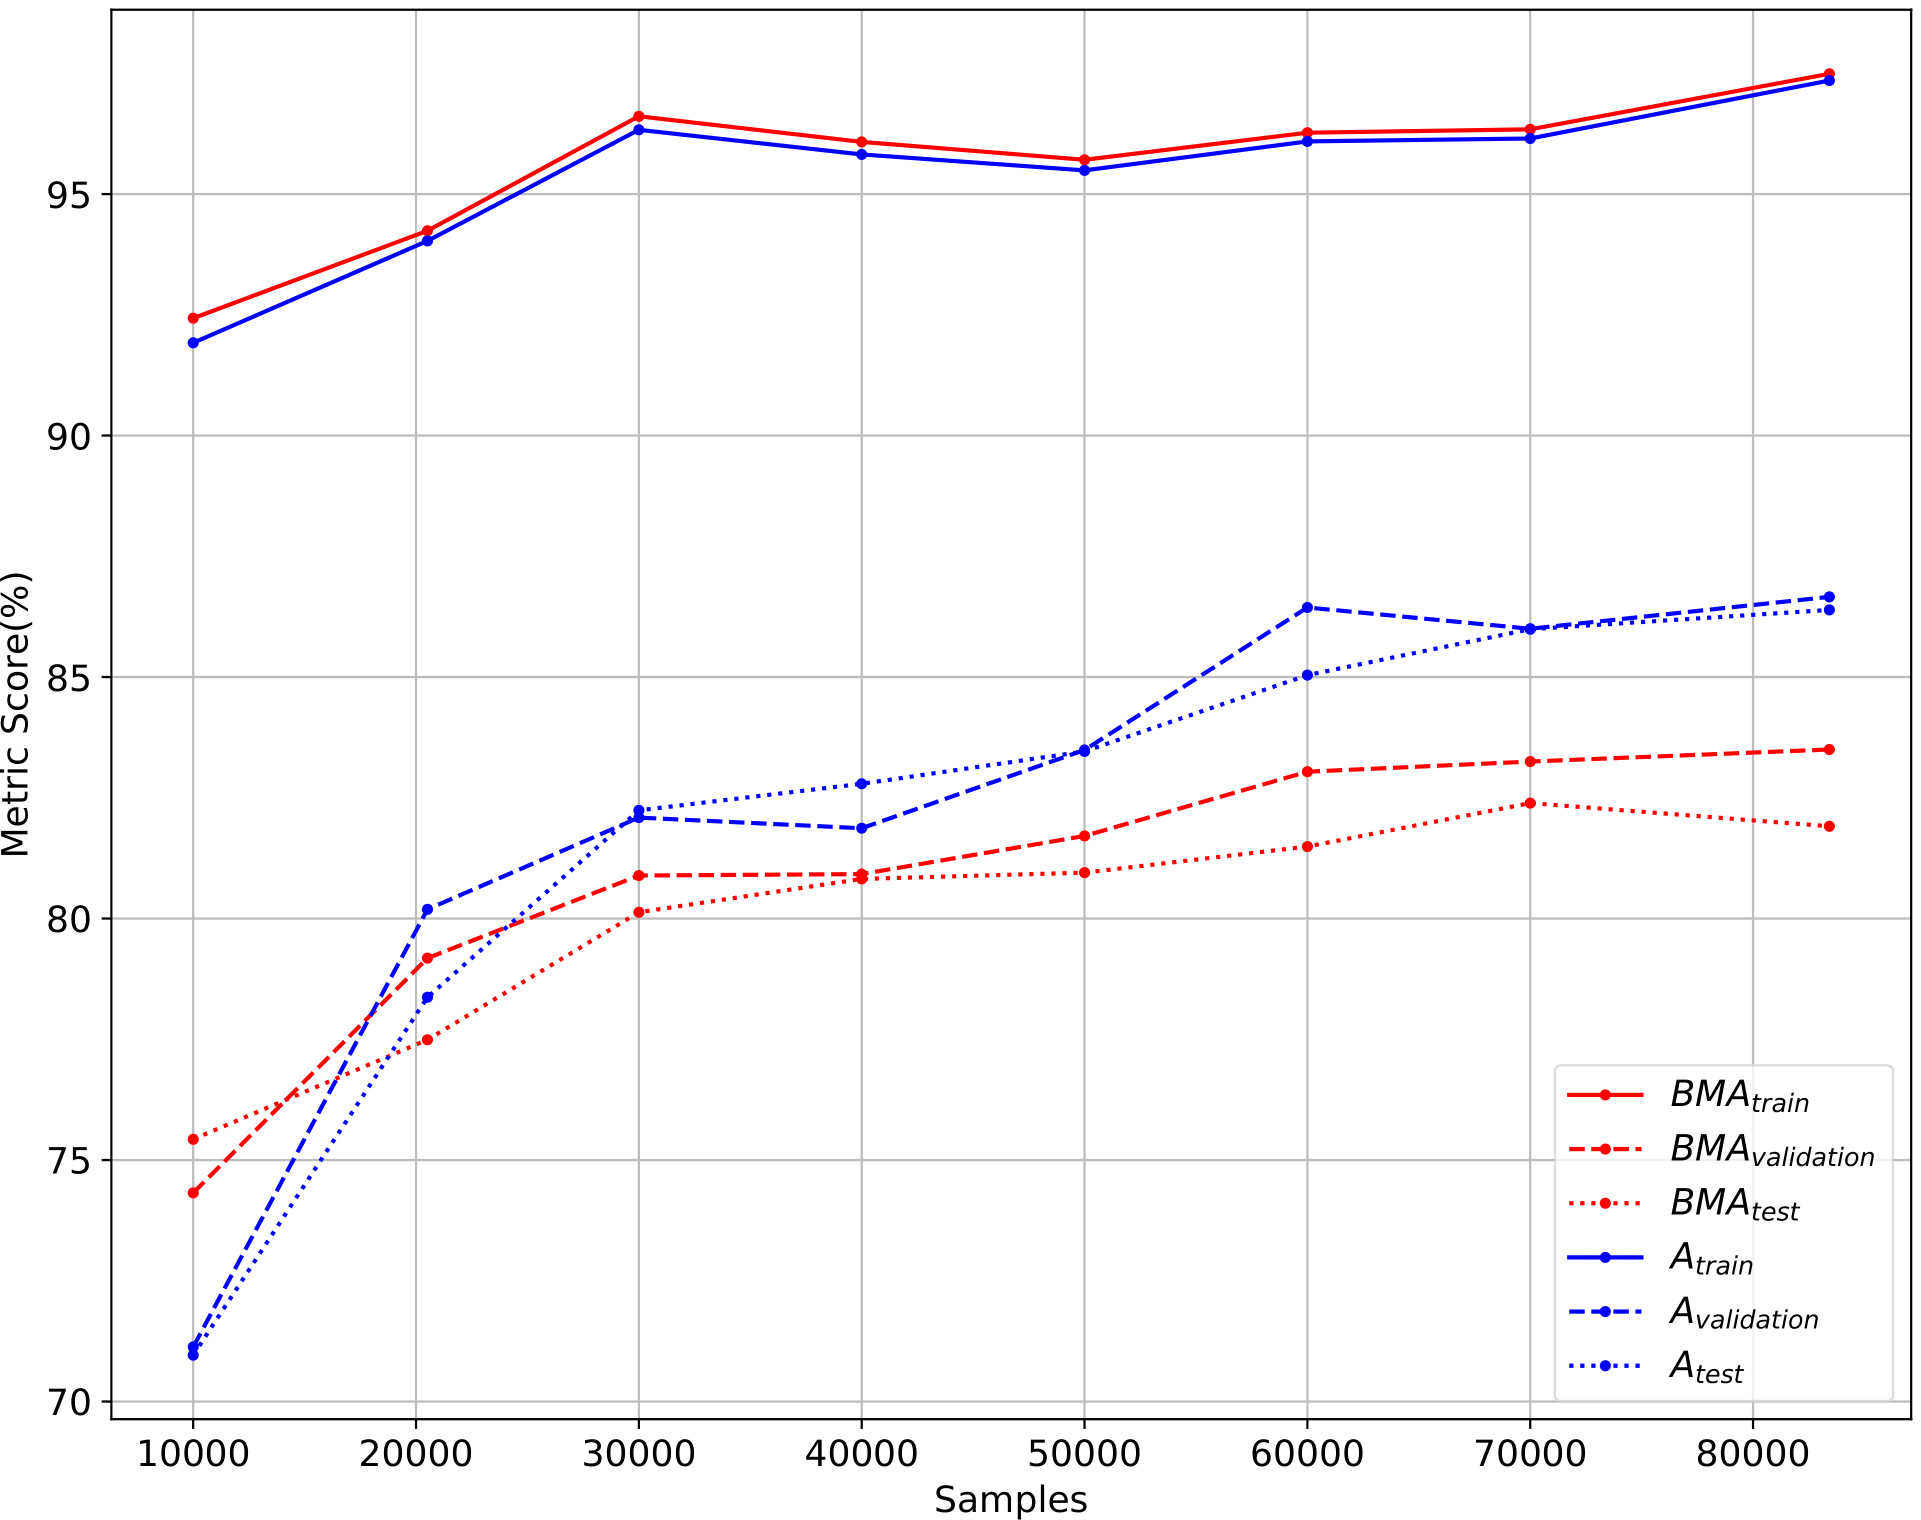 Metric Score(%)
95
90
85
80
75
70
BMAtrain
BMAvalidation
BMAtest
Atrain
Avalidation
Atest
10000 20000 30000 40000 50000 60000 70000 80000
Samples